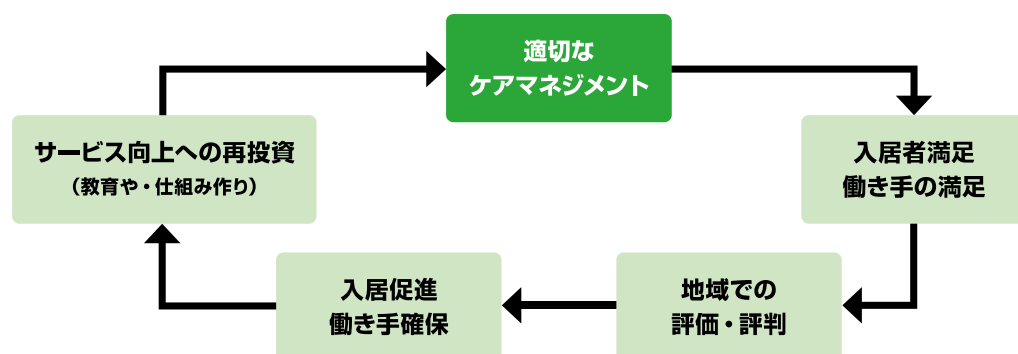 適切な
ケアマネジメント
サービス向上への再投資
（教育や・仕組み作り）
入居者満足
働き手の満足
入居促進
働き手確保
地域での
評価・評判